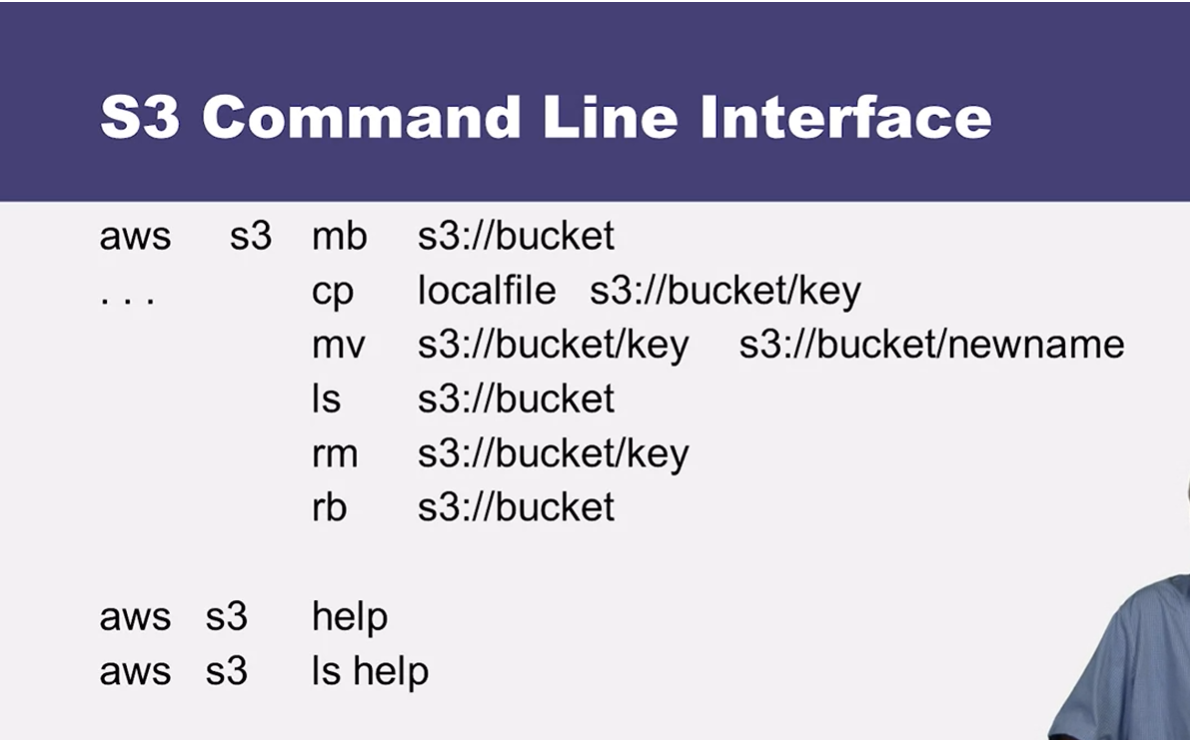 S3 Command Line Interface
aws s3 mb s3://bucket
. . . cp localfile s3://bucket/key
mv s3://bucket/key s3://bucket/newname
ls s3://bucket
rm s3://bucket/key
rb s3://bucket
aws s3 help
aws s3 ls help